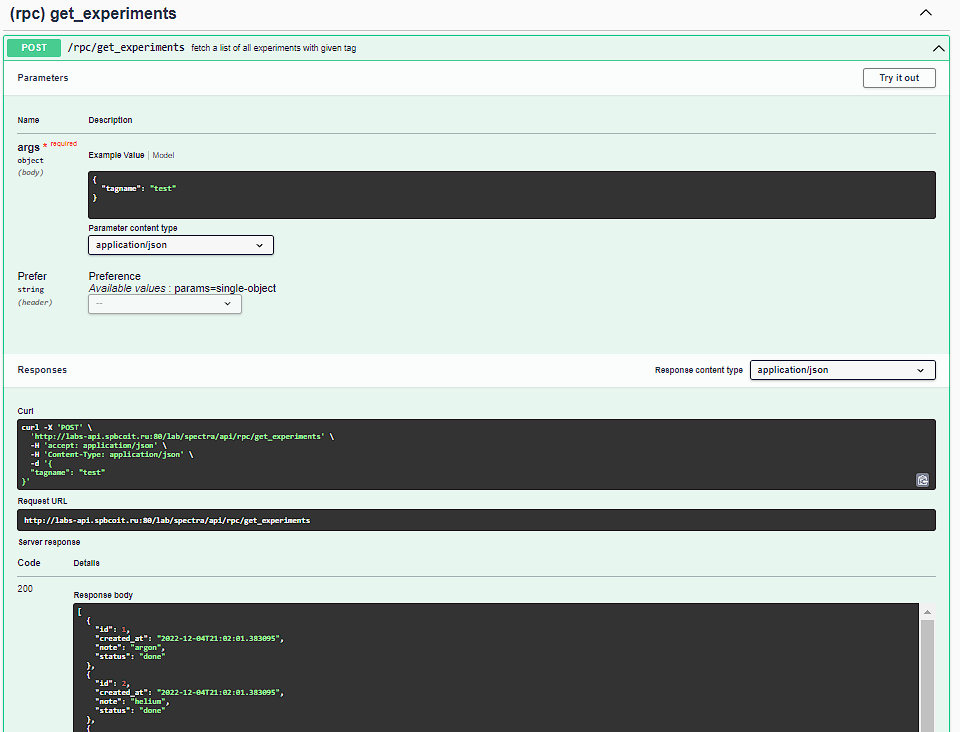 (rpc) get_experiments
POST /rpc/get_experiments fetch a list of all experiments with given tag
Parameters
Try it out
Name Description
args * required
object
(body)
Example Value | Model
{
"tagname": "test"
}
Parameter content type
application/json
Prefer
string
(header)
Preference
Available values : params=single-object
--
Responses
Response content type application/json
Curl
curl -X 'POST' \
'http://labs-api.spbcoit.ru:80/lab/spectra/api/rpc/get_experiments' \
-H 'accept: application/json' \
-H 'Content-Type: application/json' \
-d '{
"tagname": "test"
}'
Request URL
http://labs-api.spbcoit.ru:80/lab/spectra/api/rpc/get_experiments
Server response
Code Details
200
Response body
[
{
"id": 1,
"created_at": "2022-12-04T21:02:01.383095",
"note": "argon",
"status": "done"
},
{
"id": 2,
"created_at": "2022-12-04T21:02:01.383095",
"note": "helium",
"status": "done"
},
{